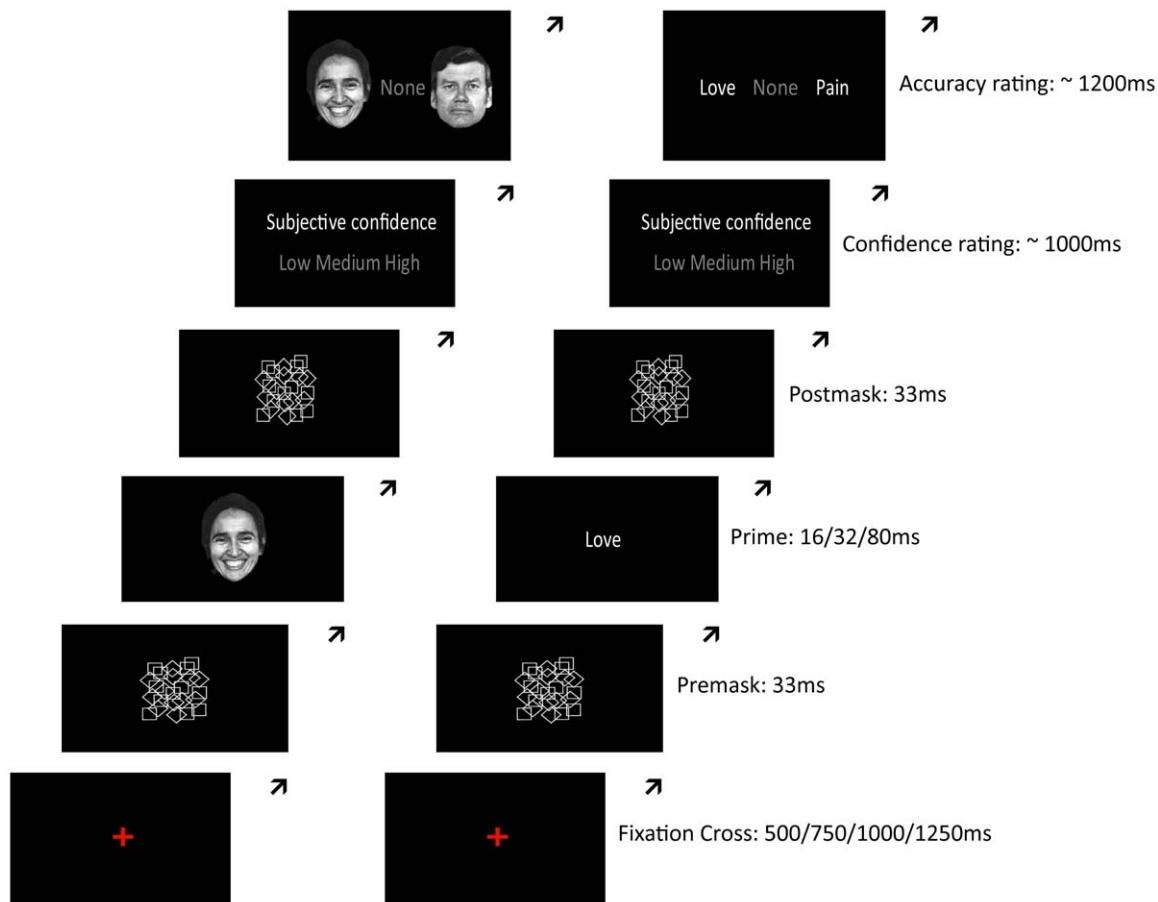 None
Love None Pain
Accuracy rating: ~ 1200ms
Subjective confidence
Low Medium High
Subjective confidence
Low Medium High
Confidence rating: ~ 1000ms
Postmask: 33ms
Love
Prime: 16/32/80ms
Premask: 33ms
Fixation Cross: 500/750/1000/1250ms